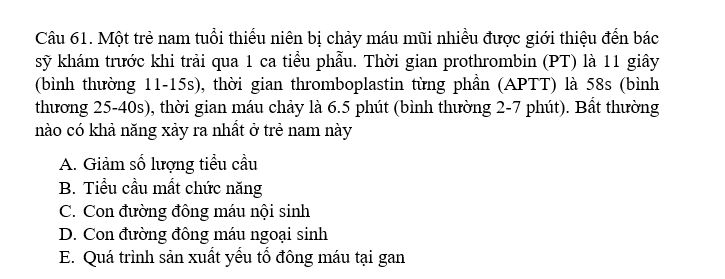 Câu 61. Một trẻ nam tuổi thiếu niên bị chảy máu mũi nhiều được giới thiệu đến bác
sỹ khám trước khi trải qua 1 ca tiểu phẫu. Thời gian prothrombin (PT) là 11 giây
(bình thường 11-15s), thời gian thromboplastin từng phần (APTT) là 58s (bình
thương 25-40s), thời gian máu chảy là 6.5 phút (bình thường 2-7 phút). Bất thường
nào có khả năng xảy ra nhất ở trẻ nam này
A. Giảm số lượng tiểu cầu
B. Tiểu cầu mất chức năng
C. Con đường đông máu nội sinh
D. Con đường đông máu ngoại sinh
E. Quá trình sản xuất yếu tố đông máu tại gan